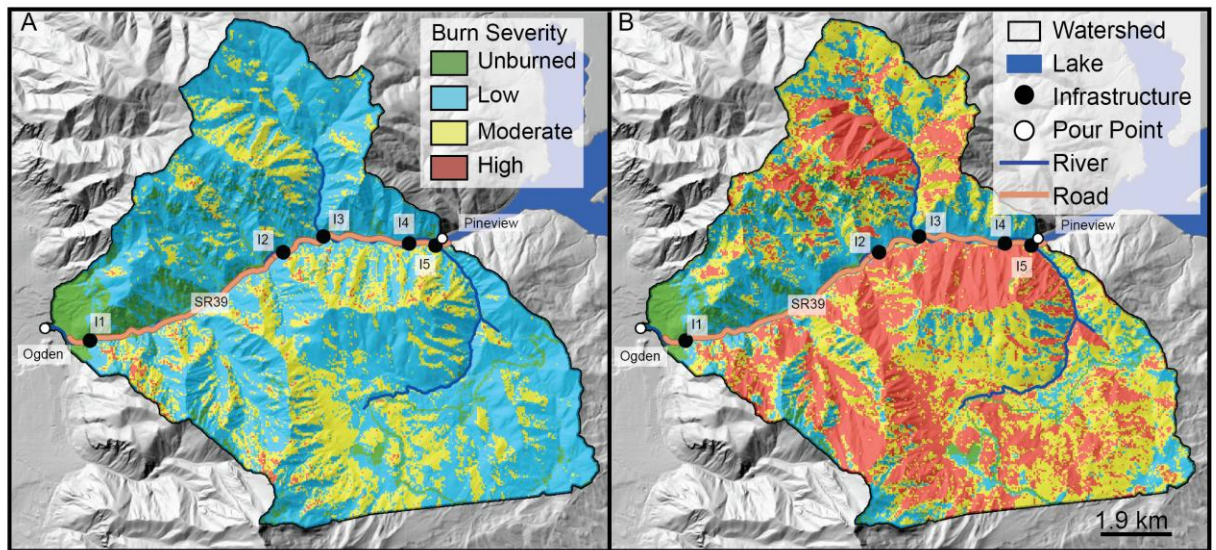 A
Burn Severity
Unburned
Low
Moderate
High
I1
I2
I3
I4
I5
SR39
Ogden
Pineview
B
Watershed
Lake
Infrastructure
Pour Point
River
Road
I1
I2
I3
I4
I5
SR39
Ogden
Pineview
1.9 km